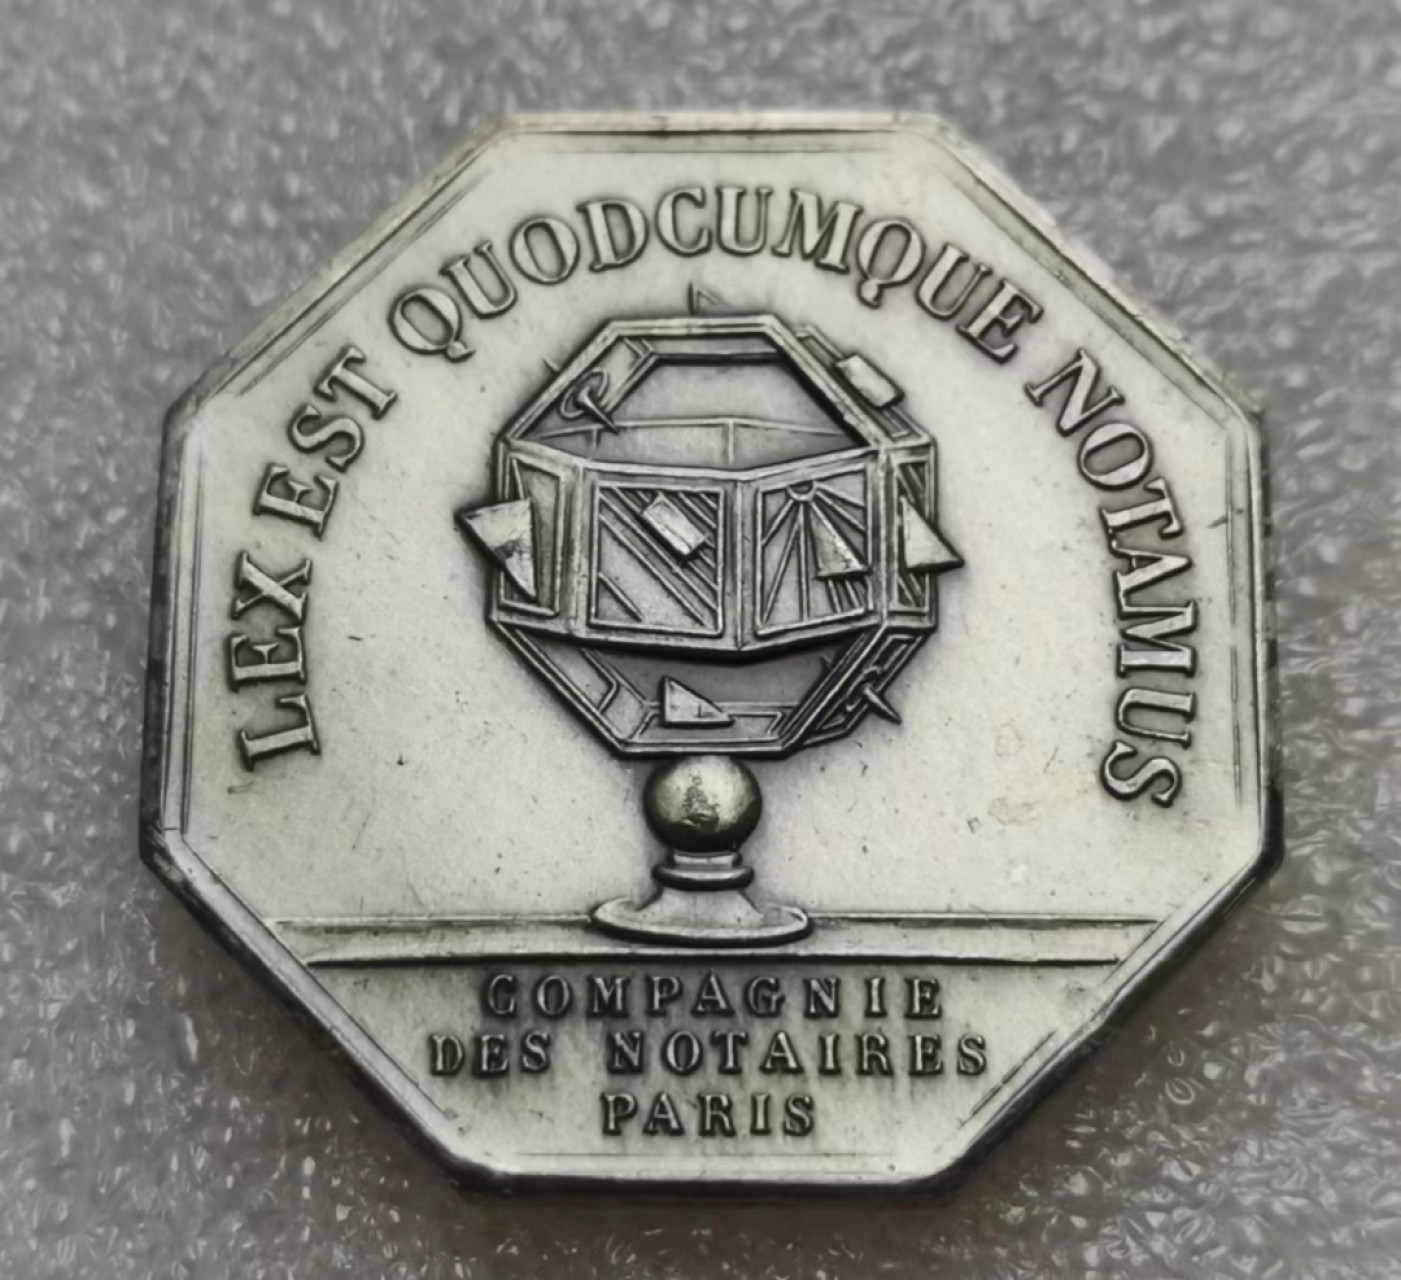 LEX EST QUODCUMQUE NOTAMUS
COMPAGNIE
DES NOTAIRES
PARIS